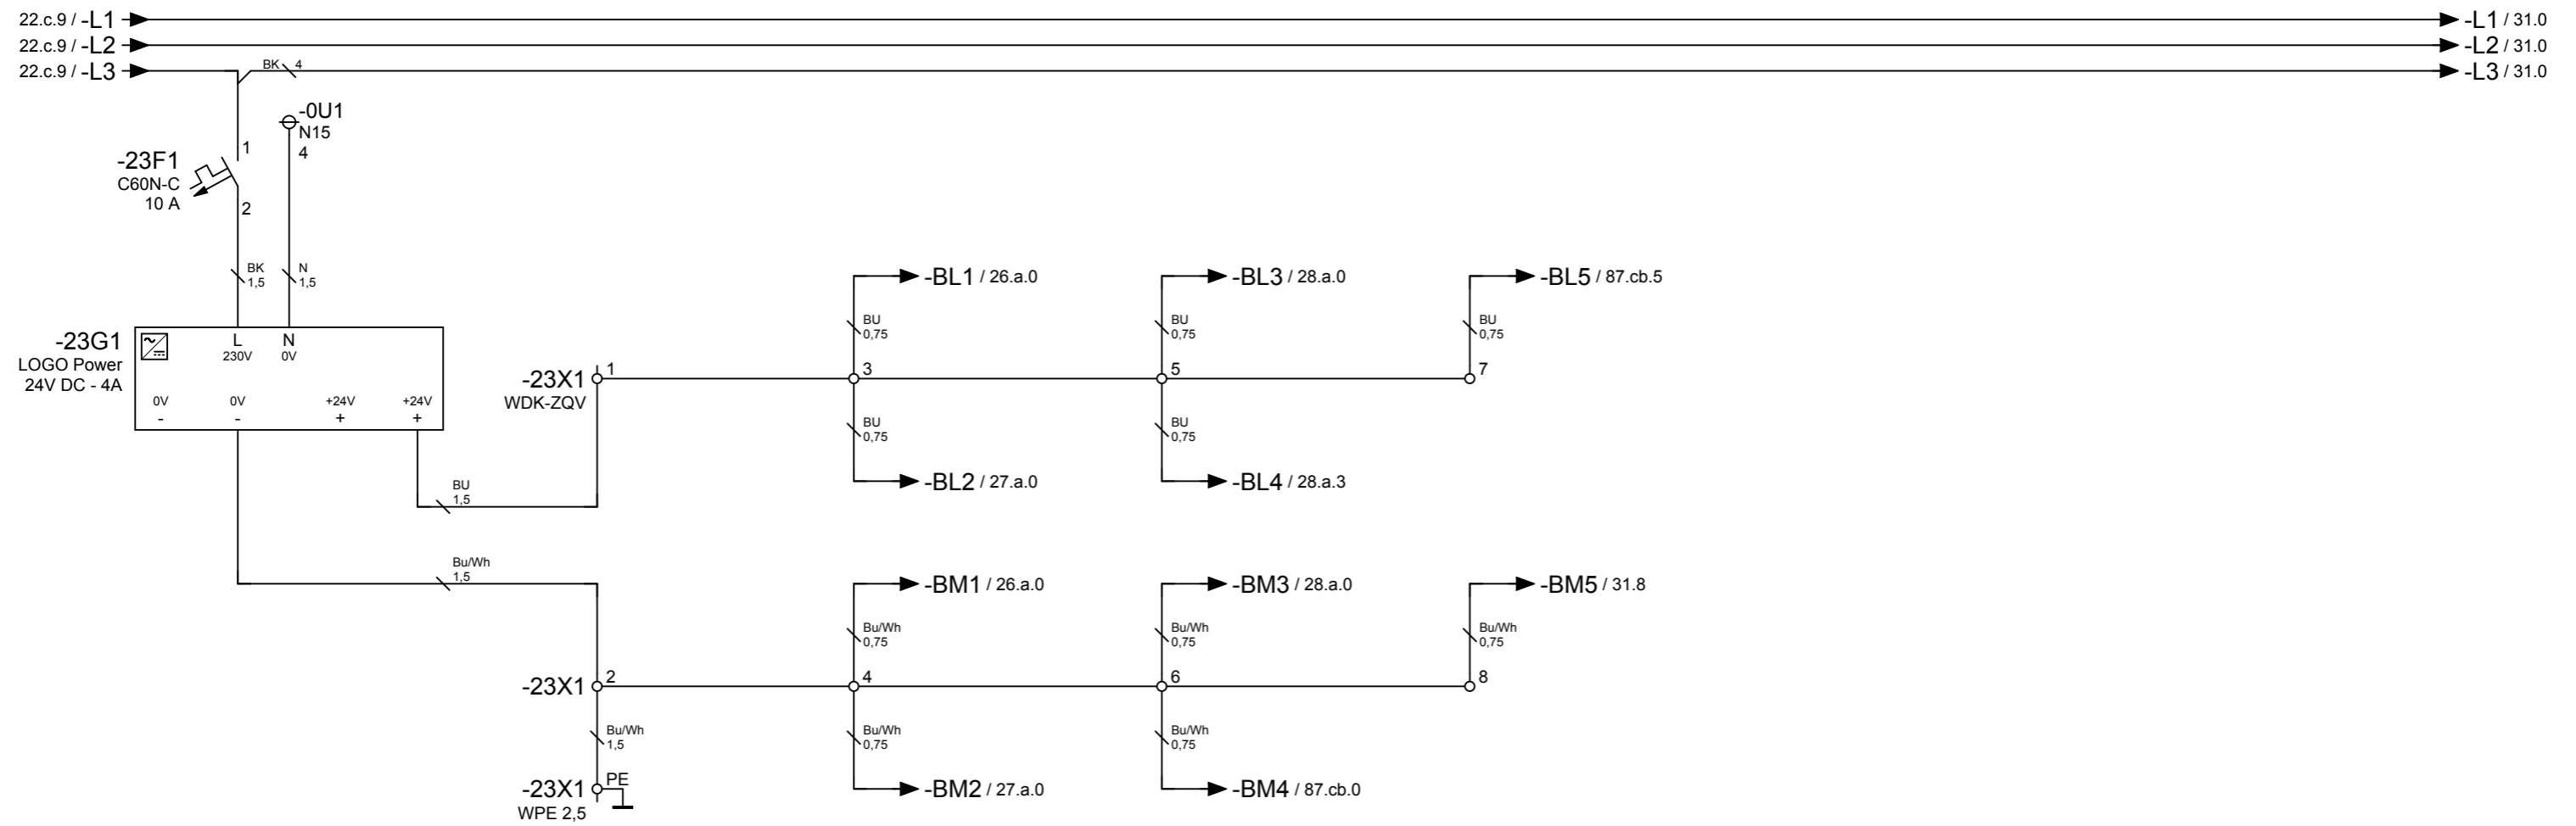 22.c.9 / -L1
-L1 / 31.0
22.c.9 / -L2
-L2 / 31.0
22.c.9 / -L3
BK 4
-L3 / 31.0
-0U1
N15
4
1
-23F1
C60N-C
10 A
2
BK
1,5
N
1,5
-BL1 / 26.a.0
-BL3 / 28.a.0
-BL5 / 87.cb.5
BU
0,75
BU
0,75
BU
0,75
-23G1
LOGO Power
24V DC - 4A
L
230V
N
0V
0V
-
0V
-
+24V
+
+24V
+
-23X1
WDK-ZQV
1
3
5
7
BU
0,75
BU
0,75
-BL2 / 27.a.0
-BL4 / 28.a.3
BU
1,5
Bu/Wh
1,5
-BM1 / 26.a.0
-BM3 / 28.a.0
-BM5 / 31.8
Bu/Wh
0,75
Bu/Wh
0,75
Bu/Wh
0,75
-23X1
2
4
6
8
Bu/Wh
1,5
Bu/Wh
0,75
Bu/Wh
0,75
-23X1
WPE 2,5
PE
-BM2 / 27.a.0
-BM4 / 87.cb.0